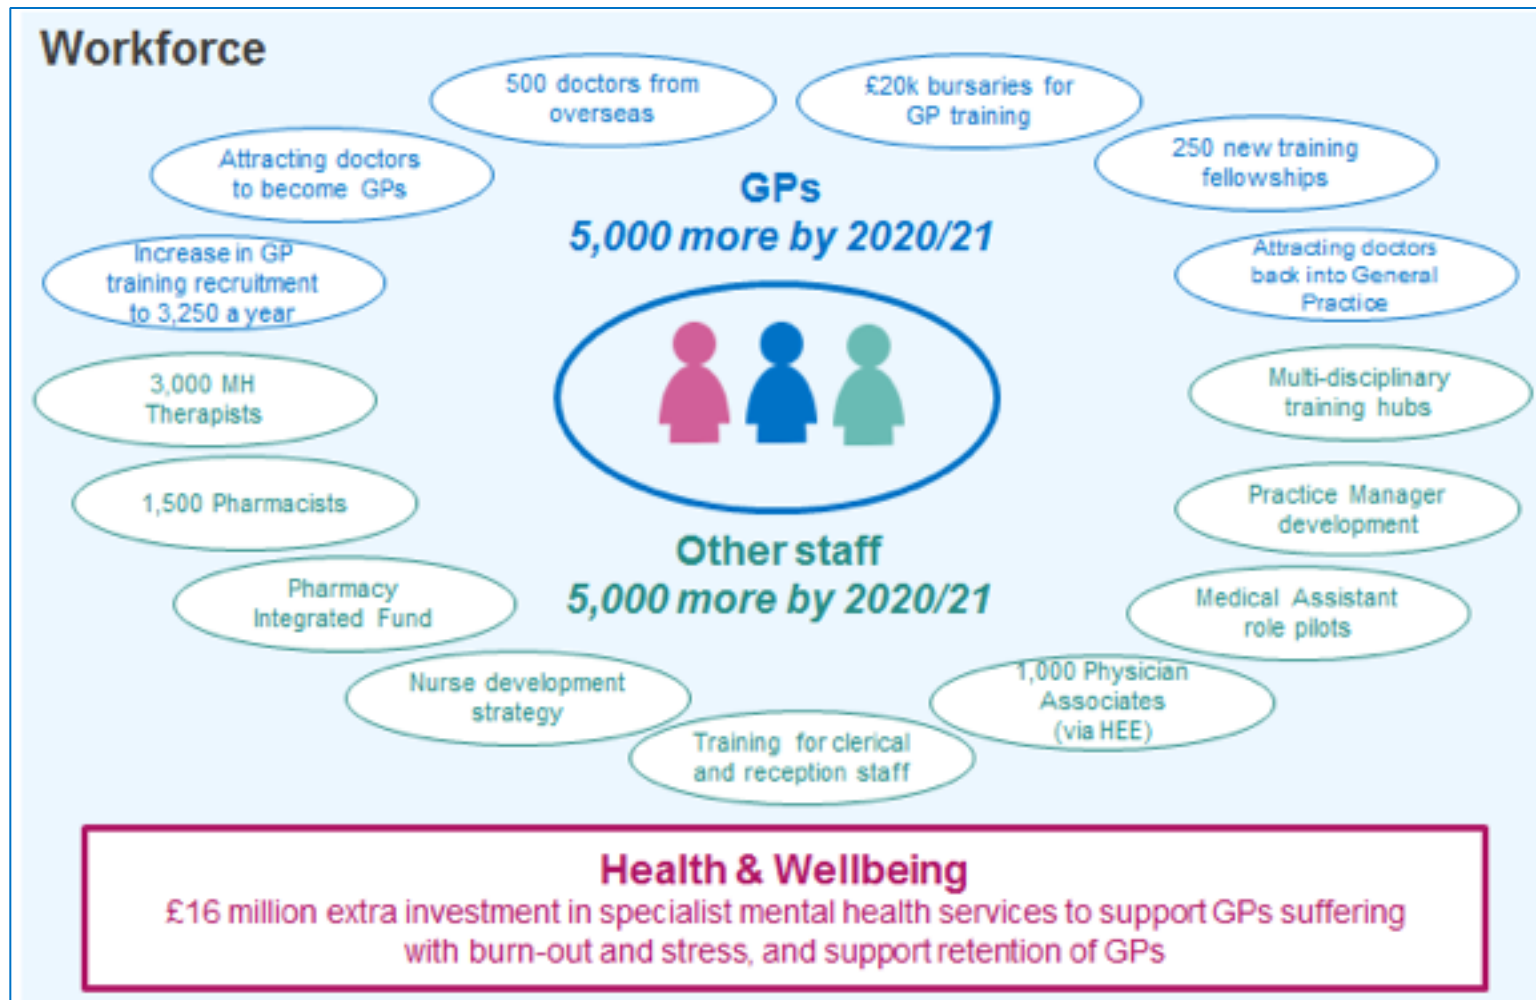 Workforce
500 doctors from
overseas
£20k bursaries for
GP training
Attracting doctors
to become GPs
250 new training
fellowships
GPs
5,000 more by 2020/21
Increase in GP
training recruitment
to 3,250 a year
Attracting doctors
back into General
Practice
3,000 MH
Therapists
Multi-disciplinary
training hubs
1,500 Pharmacists
Practice Manager
development
Other staff
5,000 more by 2020/21
Pharmacy
Integrated Fund
Medical Assistant
role pilots
Nurse development
strategy
1,000 Physician
Associates
(via HEE)
Training for clerical
and reception staff
Health & Wellbeing
£16 million extra investment in specialist mental health services to support GPs suffering
with burn-out and stress, and support retention of GPs